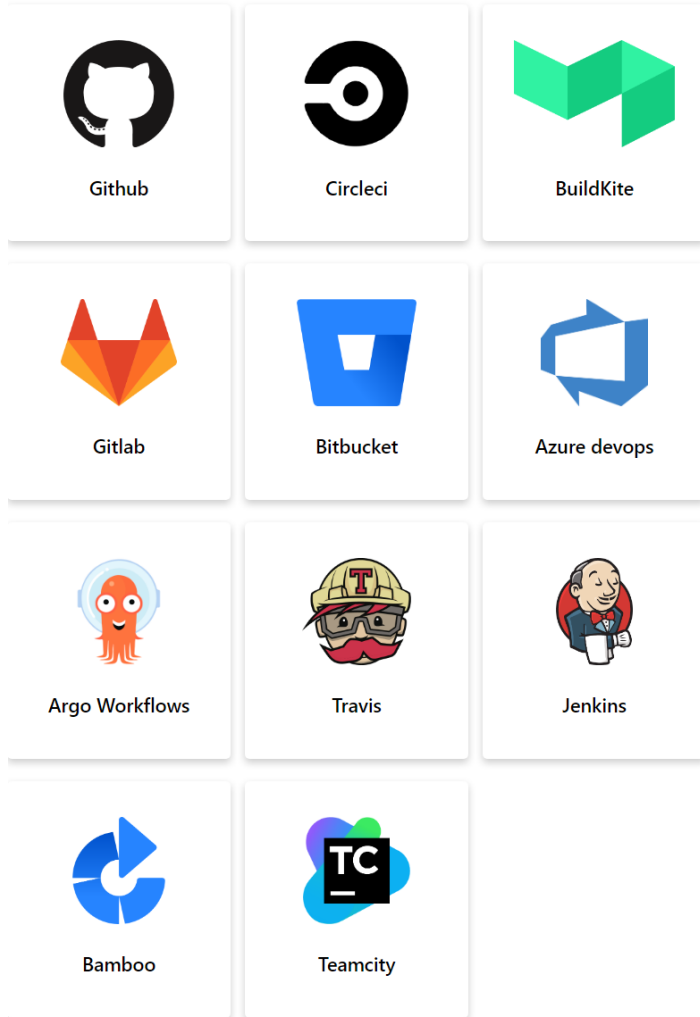 Github
Circleci
BuildKite
Gitlab
Bitbucket
Azure devops
T
Argo Workflows
Travis
Jenkins
TC
Bamboo
Teamcity